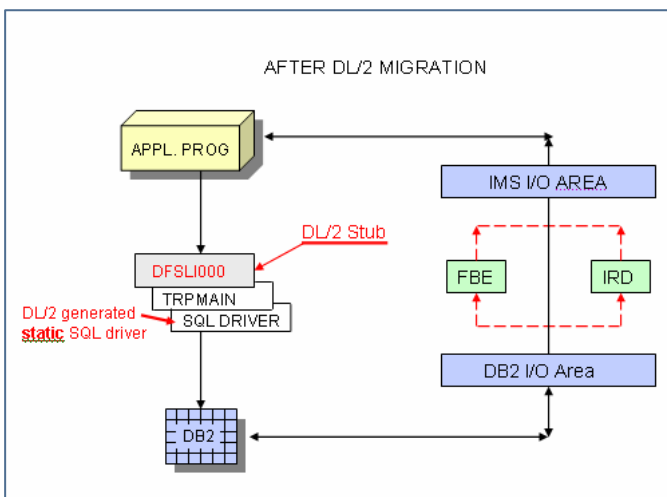 AFTER DL/2 MIGRATION
APPL. PROG
IMS I/O AREA
DL/2 Stub
DFSLI000
FBE
IRD
TRPMAIN
DL/2 generated
static SQL driver
SQL DRIVER
DB2 I/O Area
DB2